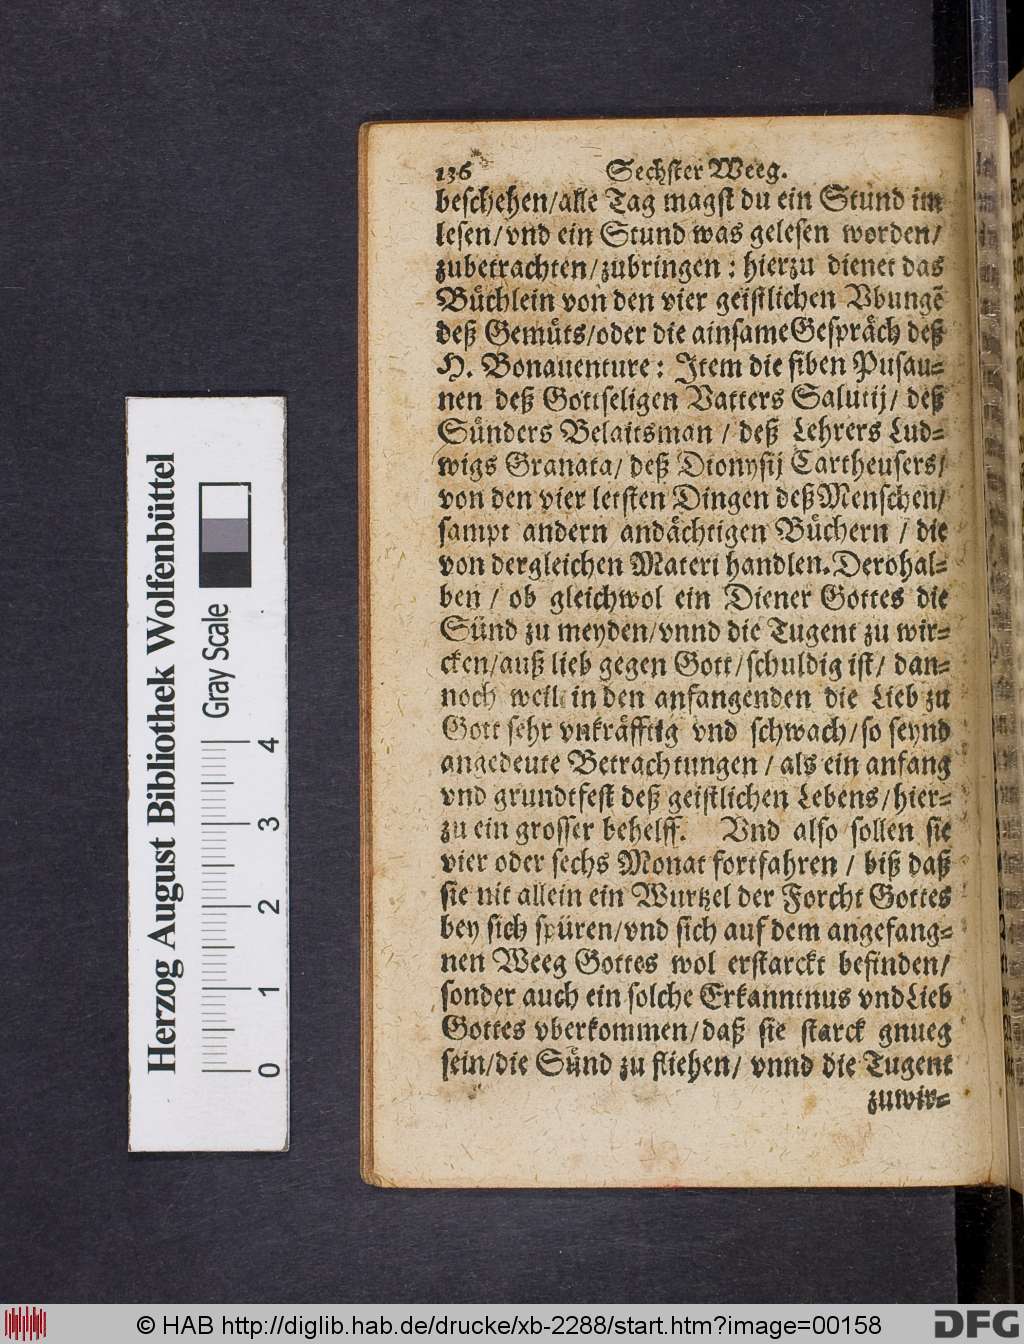 136 Sechster Weeg.
beschehen/alle Tag magst du ein Stund im
lesen/vnd ein Stund was gelesen worden/
zubetrachten/zubringen: hierzu dienet das
Büchlein von den vier geistlichen Vbungẽ
deß Gemüts/oder die ainsame Gespräch deß
H. Bonauenture: Item die siben Pusau-
nen deß Gottseligen Vatters Salutij/ deß
Sünders Belaitsman / deß Lehrers Lud-
wigs Granata/ deß Dionysij Cartheusers/
von den vier letsten Dingen deß Menschen/
sampt andern andächtigen Büchern / die
von dergleichen Materi handlen. Derohal-
ben / ob gleichwol ein Diener Gottes die
Sünd zu meyden/vnnd die Tugent zu wir-
cken/auß lieb gegen Gott/schuldig ist/ dan-
noch weil in den anfangenden die Lieb zu
Gott sehr vnkräfftig vnd schwach/so seynd
angedeute Betrachtungen / als ein anfang
vnd grundtfest deß geistlichen Lebens/hier-
zu ein grosser behelff. Vnd also sollen sie
vier oder sechs Monat fortfahren / biß daß
sie nit allein ein Wurtzel der Forcht Gottes
bey sich spüren/vnd sich auf dem angefang-
nen Weeg Gottes wol erstarckt befinden/
sonder auch ein solche Erkanntnus vnd Lieb
Gottes vberkommen/daß sie starck gnueg
sein/die Sünd zu fliehen/ vnnd die Tugent
zuwir-
Herzog August Bibliothek Wolfenbüttel
Gray Scale
0 1 2 3 4
© HAB http://diglib.hab.de/drucke/xb-2288/start.htm?image=00158
DFG